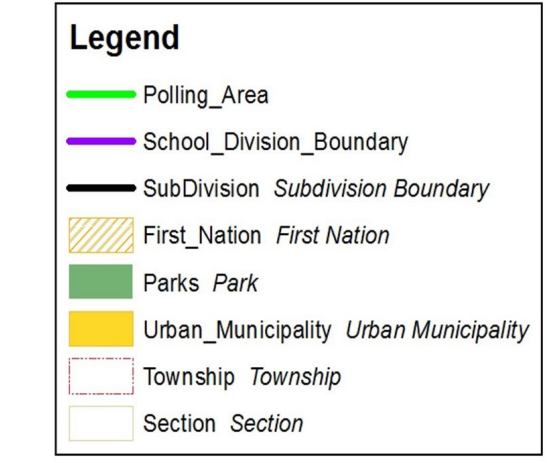 Legend
Polling_Area
School_Division_Boundary
SubDivision Subdivision Boundary
First_Nation First Nation
Parks Park
Urban_Municipality Urban Municipality
Township Township
Section Section